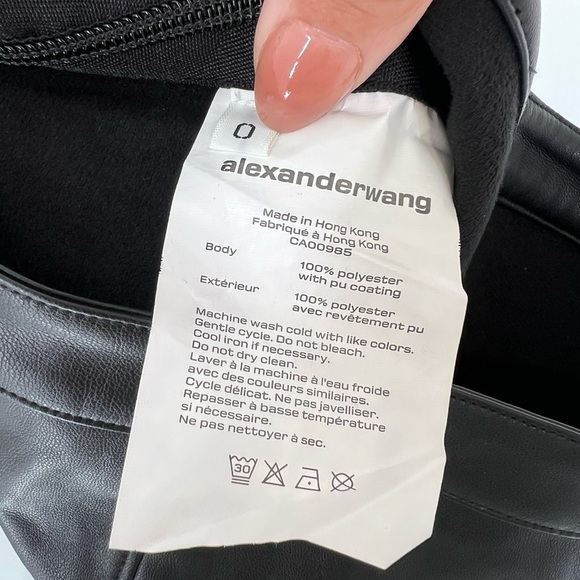 0
alexanderwang
Made in Hong Kong
Fabriqué à Hong Kong
CA00985
Body 100% polyester
with pu coating
Extérieur 100% polyester
avec revêtement pu
Machine wash cold with like colors.
Gentle cycle. Do not bleach.
Cool iron if necessary.
Do not dry clean.
Laver à la machine à l'eau froide
avec des couleurs similaires.
Cycle délicat. Ne pas javelliser.
Repasser à basse température
si nécessaire.
Ne pas nettoyer à sec.
30